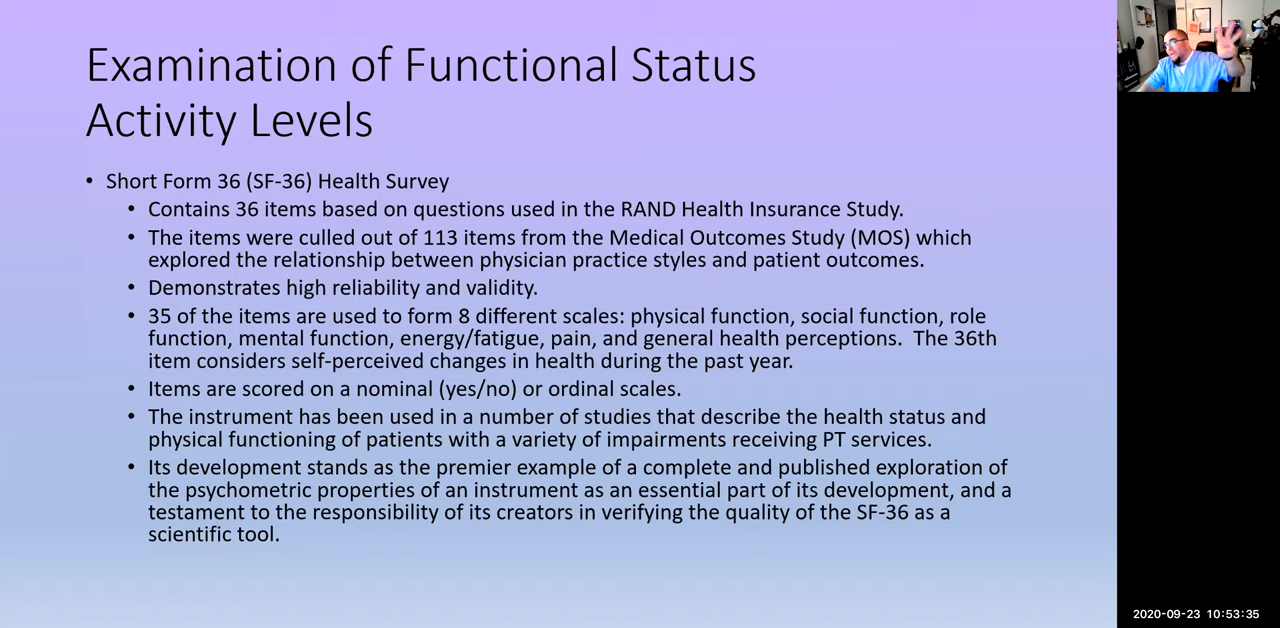 Examination of Functional Status
Activity Levels
• Short Form 36 (SF-36) Health Survey
• Contains 36 items based on questions used in the RAND Health Insurance Study.
• The items were culled out of 113 items from the Medical Outcomes Study (MOS) which
explored the relationship between physician practice styles and patient outcomes.
• Demonstrates high reliability and validity.
• 35 of the items are used to form 8 different scales: physical function, social function, role
function, mental function, energy/fatigue, pain, and general health perceptions.  The 36th
item considers self-perceived changes in health during the past year.
• Items are scored on a nominal (yes/no) or ordinal scales.
• The instrument has been used in a number of studies that describe the health status and
physical functioning of patients with a variety of impairments receiving PT services.
• Its development stands as the premier example of a complete and published exploration of
the psychometric properties of an instrument as an essential part of its development, and a
testament to the responsibility of its creators in verifying the quality of the SF-36 as a
scientific tool.
2020-09-23 10:53:35